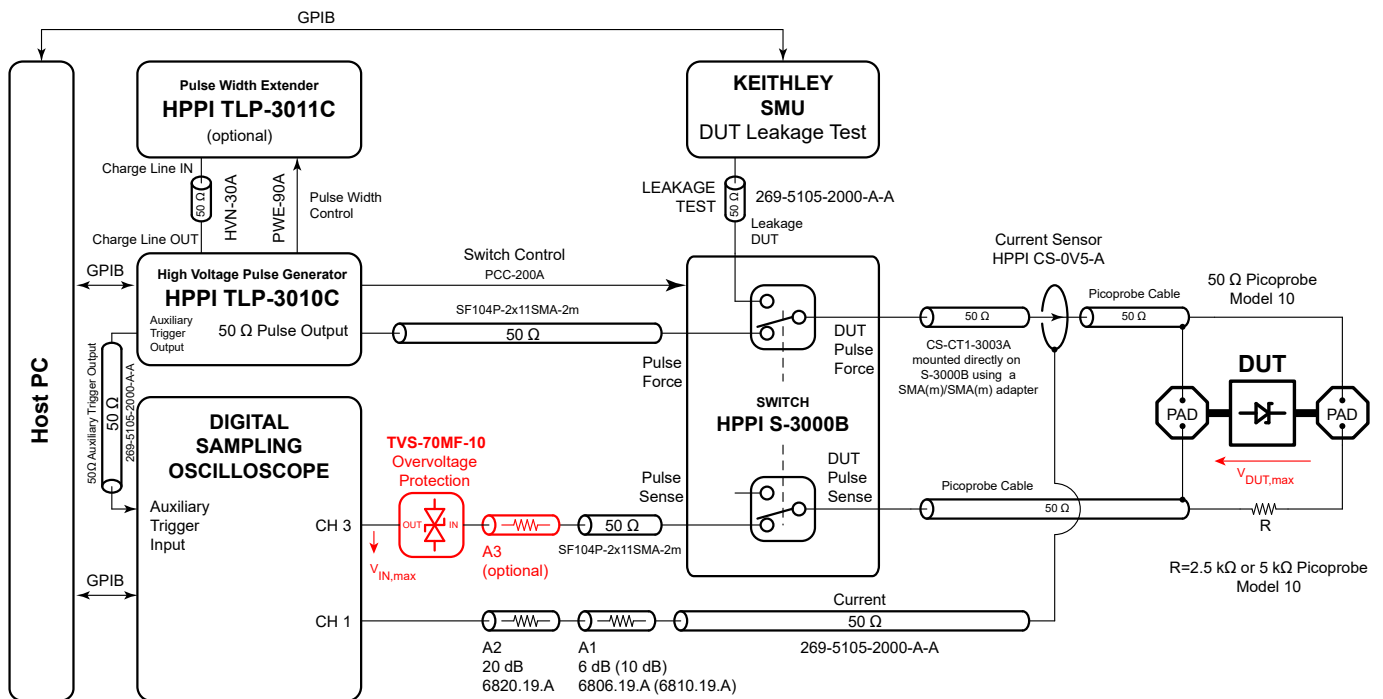 GPIB
Host PC
Pulse Width Extender
HPPI TLP-3011C
(optional)
KEITHLEY
SMU
DUT Leakage Test
Charge Line IN
50 Ω
HVN-30A
PWE-90A
Pulse Width
Control
Charge Line OUT
LEAKAGE
TEST
50 Ω
269-5105-2000-A-A
Leakage
DUT
GPIB
High Voltage Pulse Generator
HPPI TLP-3010C
Auxiliary
Trigger
Output
50 Ω Pulse Output
Switch Control
PCC-200A
SF104P-2x11SMA-2m
50 Ω
Pulse
Force
DUT
Pulse
Force
SWITCH
HPPI S-3000B
Pulse
Sense
DUT
Pulse
Sense
Current Sensor
HPPI CS-0V5-A
50 Ω
CS-CT1-3003A
mounted directly on
S-3000B using a
SMA(m)/SMA(m) adapter
Picoprobe Cable
50 Ω
50 Ω Picoprobe
Model 10
DUT
PAD
PAD
VDUT,max
Picoprobe Cable
50 Ω
R
R=2.5 kΩ or 5 kΩ Picoprobe
Model 10
50Ω Auxiliary Trigger Output
50 Ω
269-5105-2000-A-A
DIGITAL
SAMPLING
OSCILLOSCOPE
Auxiliary
Trigger
Input
CH 3
CH 1
GPIB
TVS-70MF-10
Overvoltage
Protection
OUT
IN
VIN,max
A3
(optional)
50 Ω
SF104P-2x11SMA-2m
A2
20 dB
6820.19.A
A1
6 dB (10 dB)
6806.19.A (6810.19.A)
Current
50 Ω
269-5105-2000-A-A